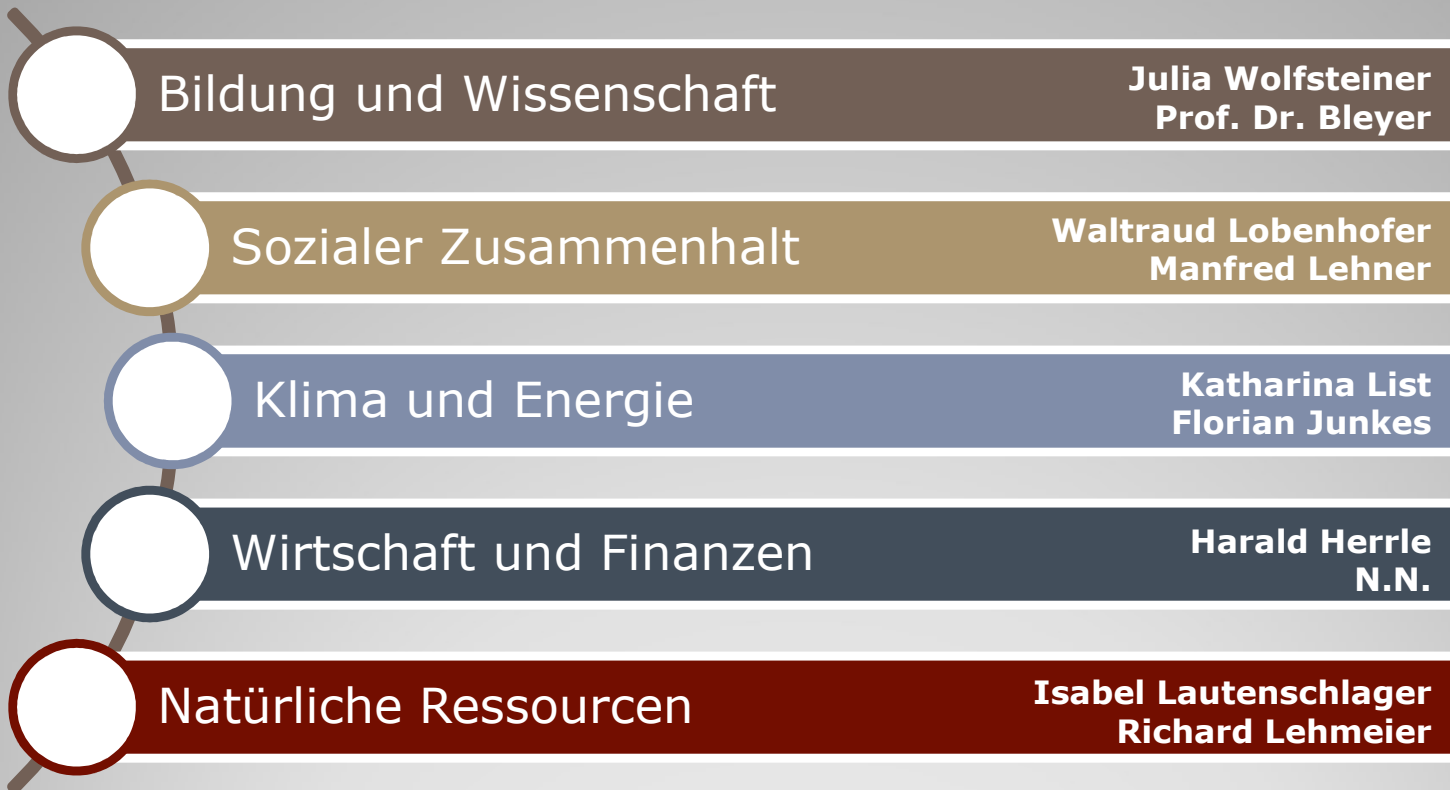 Bildung und Wissenschaft
Julia Wolfsteiner
Prof. Dr. Bleyer
Sozialer Zusammenhalt
Waltraud Lobenhofer
Manfred Lehner
Klima und Energie
Katharina List
Florian Junkes
Wirtschaft und Finanzen
Harald Herrle
N.N.
Natürliche Ressourcen
Isabel Lautenschlager
Richard Lehmeier